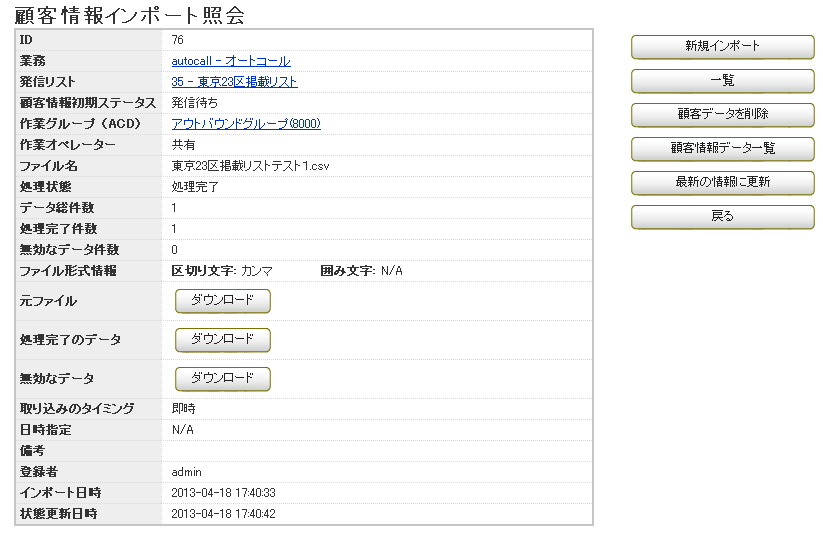 顧客情報インポート照会
ID 76
業務 autocall - オートコール
発信リスト 35 - 東京23区掲載リスト
顧客情報初期ステータス 発信待ち
作業グループ（ACD） アウトバウンドグループ(8000)
作業オペレーター 共有
ファイル名 東京23区掲載リストテスト1.csv
処理状態 処理完了
データ総件数 1
処理完了件数 1
無効なデータ件数 0
ファイル形式情報 区切り文字: カンマ 囲み文字: N/A
元ファイル ダウンロード
処理完了のデータ ダウンロード
無効なデータ ダウンロード
取り込みのタイミング 即時
日時指定 N/A
備考
登録者 admin
インポート日時 2013-04-18 17:40:33
状態更新日時 2013-04-18 17:40:42
新規インポート
一覧
顧客データを削除
顧客情報データ一覧
最新の情報に更新
戻る